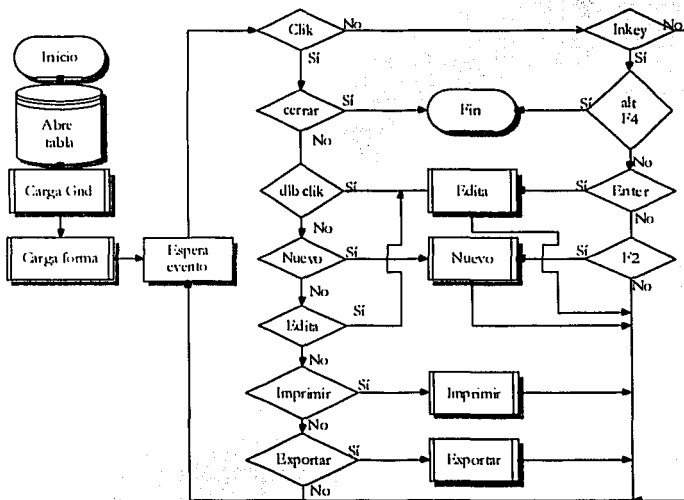 Clik
No
Inkey
No
Sí
Sí
Inicio
Abre
tabla
cerrar
Sí
Fin
Sí
alt
F4
No
No
Carga Grid
dlb clik
Sí
Edita
Sí
Enter
No
No
Carga forma
Espera
evento
Nuevo
Sí
Nuevo
Sí
F2
No
No
Edita
Sí
No
Imprimir
Sí
Imprimir
No
Exportar
Sí
Exportar
No